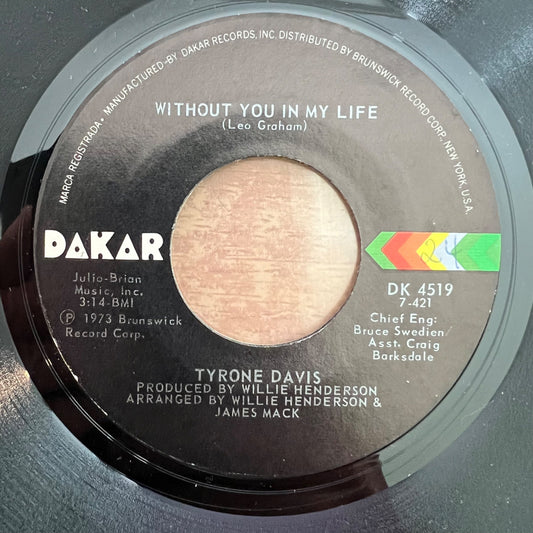 MARCA REGISTRADA • MANUFACTURED—BY DAKAR RECORDS, INC. DISTRIBUTED BY BRUNSWICK RECORD CORP. NEW YORK, U.S.A.
WITHOUT YOU IN MY LIFE
(Leo Graham)
DAKAR
24
Julio-Brian
Music, Inc.
3:14-BMI
Ⓟ 1973 Brunswick
Record Corp.
DK 4519
7-421
Chief Eng:
Bruce Swedien/
Asst. Craig
Barksdale
TYRONE DAVIS
PRODUCED BY WILLIE HENDERSON
ARRANGED BY WILLIE HENDERSON &
JAMES MACK